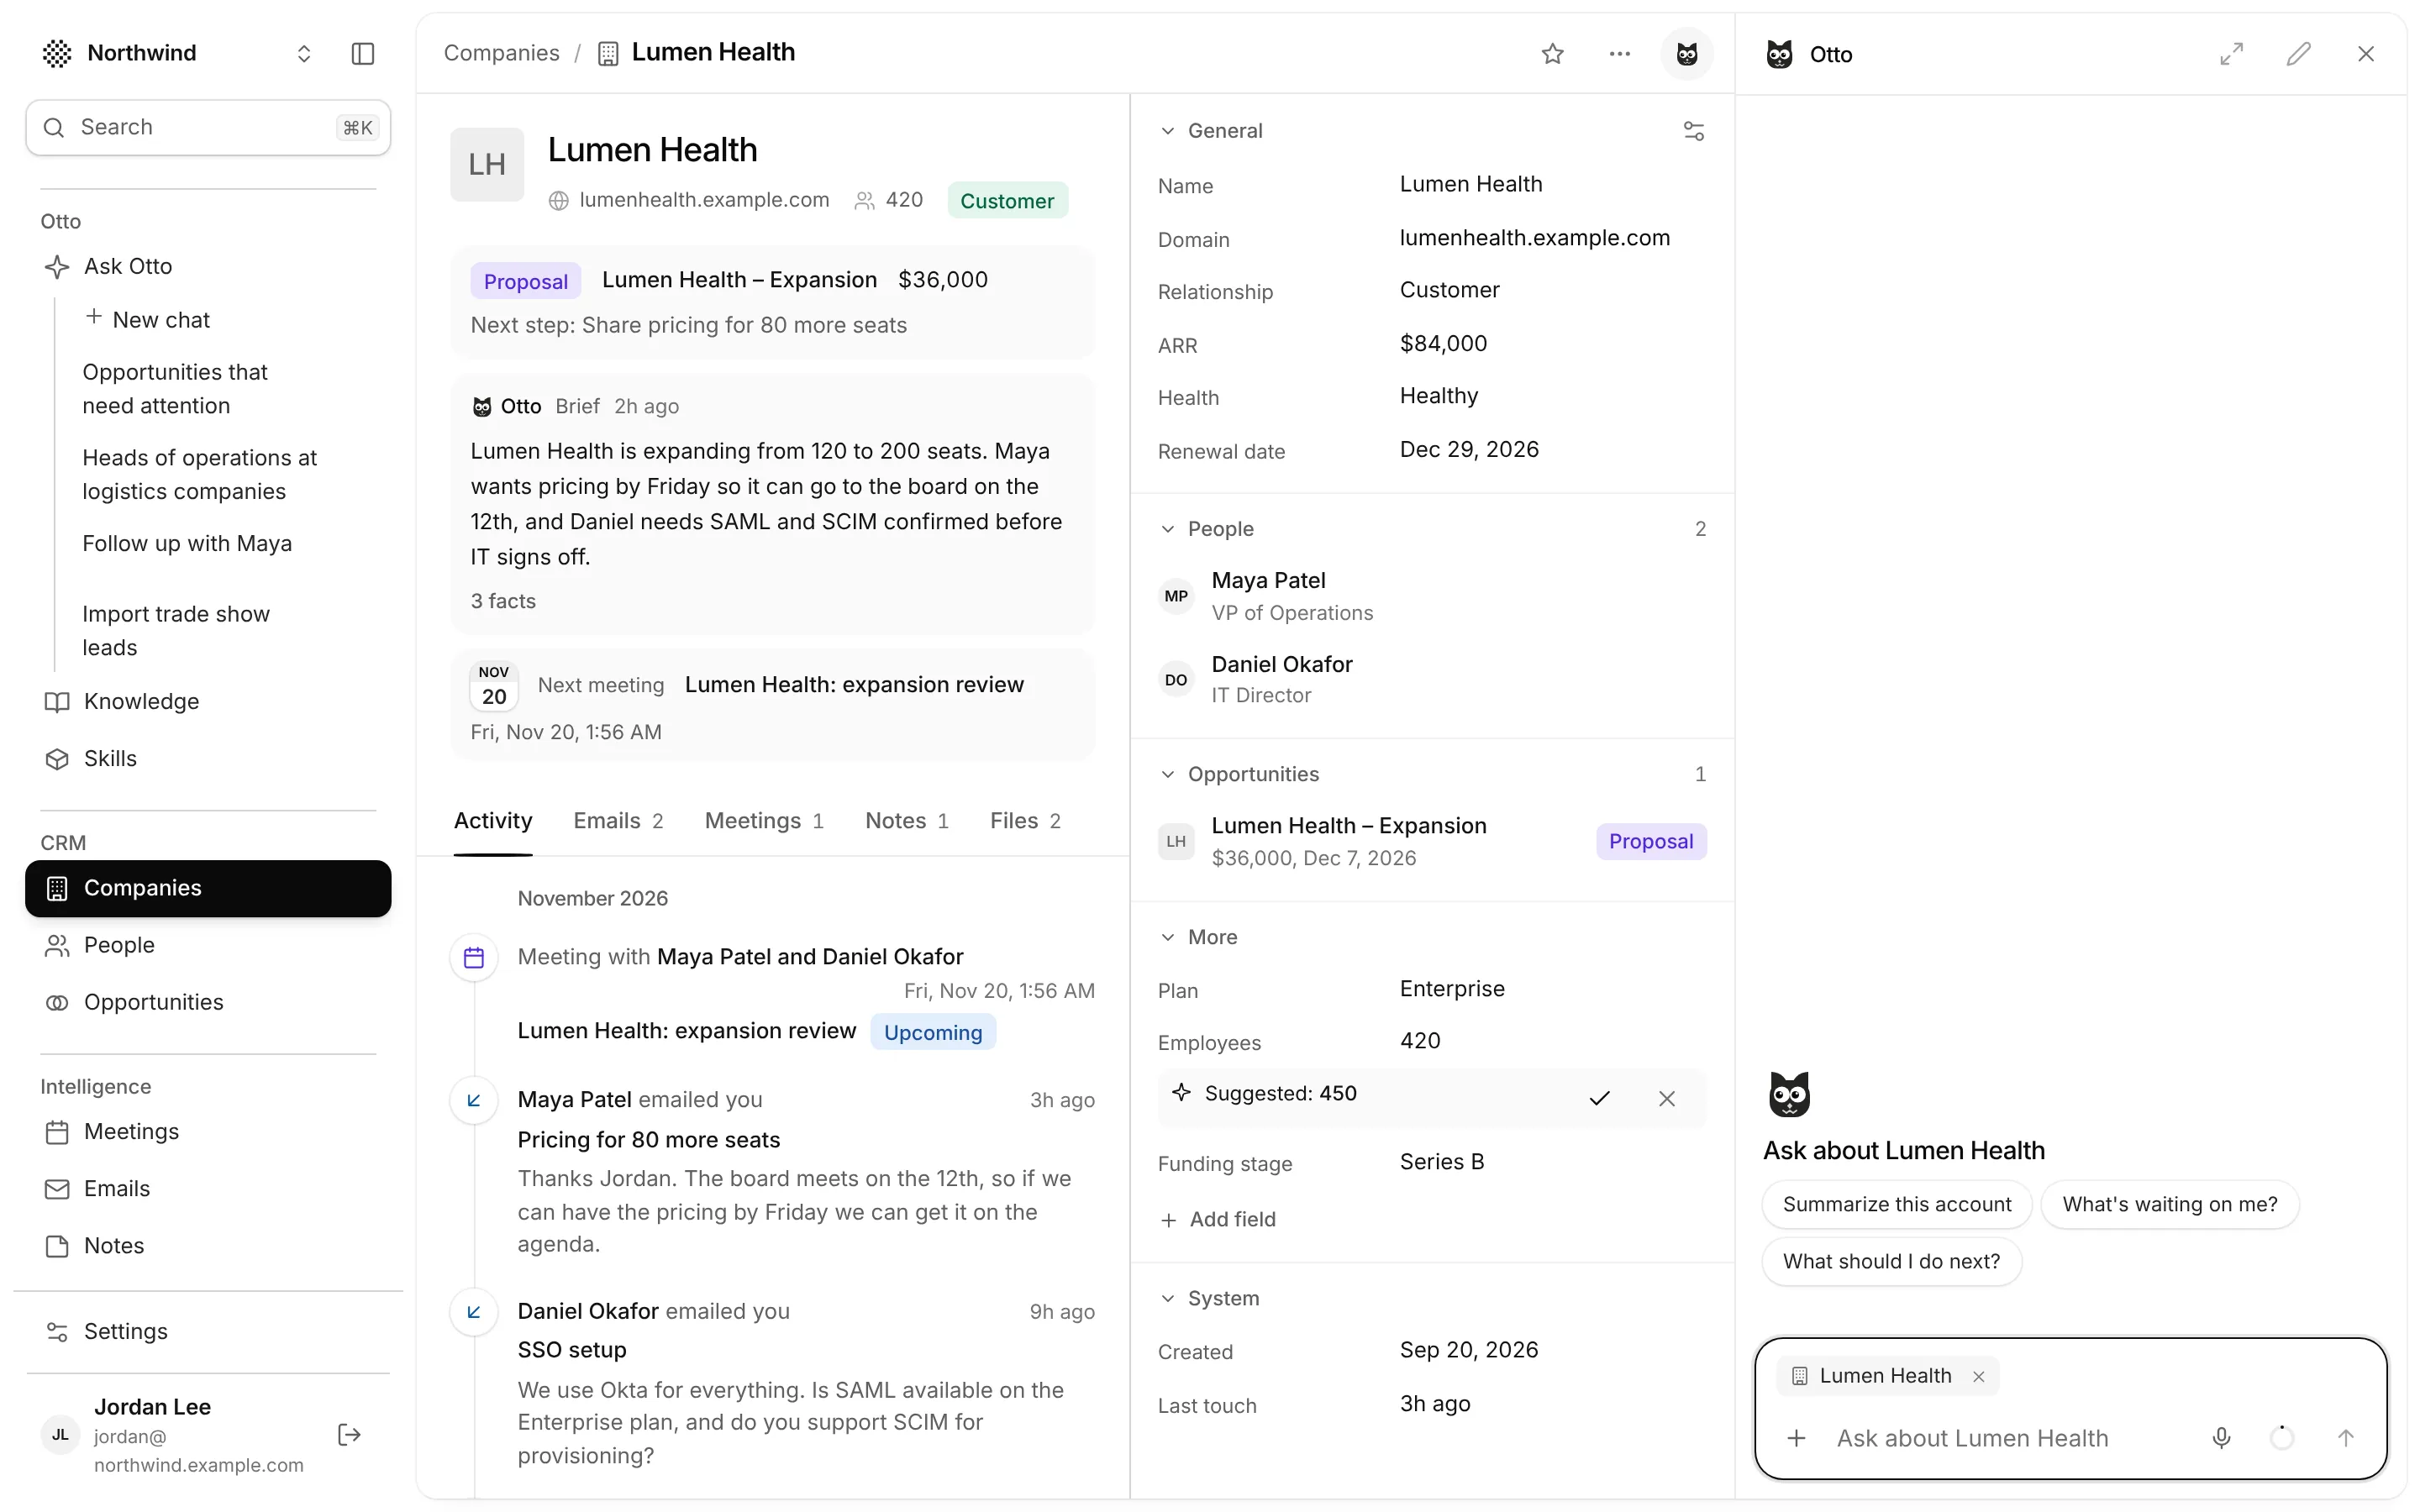 Northwind
Search
⌘K
Otto
Ask Otto
+ New chat
Opportunities that
need attention
Heads of operations at
logistics companies
Follow up with Maya
Import trade show
leads
Knowledge
Skills
CRM
Companies
People
Opportunities
Intelligence
Meetings
Emails
Notes
Settings
JL
Jordan Lee
jordan@
northwind.example.com
Companies / Lumen Health
LH
Lumen Health
lumenhealth.example.com 420 Customer
Proposal Lumen Health – Expansion $36,000
Next step: Share pricing for 80 more seats
Otto Brief 2h ago
Lumen Health is expanding from 120 to 200 seats. Maya
wants pricing by Friday so it can go to the board on the
12th, and Daniel needs SAML and SCIM confirmed before
IT signs off.
3 facts
NOV
20
Next meeting Lumen Health: expansion review
Fri, Nov 20, 1:56 AM
Activity Emails 2 Meetings 1 Notes 1 Files 2
November 2026
Meeting with Maya Patel and Daniel Okafor
Fri, Nov 20, 1:56 AM
Lumen Health: expansion review Upcoming
Maya Patel emailed you 3h ago
Pricing for 80 more seats
Thanks Jordan. The board meets on the 12th, so if we
can have the pricing by Friday we can get it on the
agenda.
Daniel Okafor emailed you 9h ago
SSO setup
We use Okta for everything. Is SAML available on the
Enterprise plan, and do you support SCIM for
provisioning?
General
Name Lumen Health
Domain lumenhealth.example.com
Relationship Customer
ARR $84,000
Health Healthy
Renewal date Dec 29, 2026
People 2
MP
Maya Patel
VP of Operations
DO
Daniel Okafor
IT Director
Opportunities 1
LH
Lumen Health – Expansion
$36,000, Dec 7, 2026
Proposal
More
Plan Enterprise
Employees 420
Suggested: 450
Funding stage Series B
+ Add field
System
Created Sep 20, 2026
Last touch 3h ago
Otto
Ask about Lumen Health
Summarize this account
What's waiting on me?
What should I do next?
Lumen Health
Ask about Lumen Health